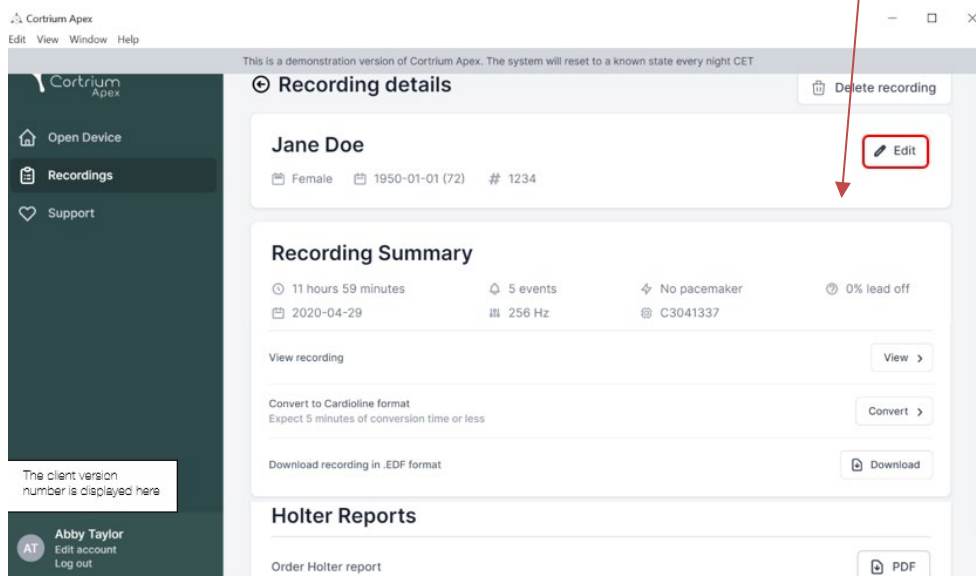 Cortrium Apex
Edit View Window Help
This is a demonstration version of Cortrium Apex. The system will reset to a known state every night CET
Cortrium
Apex
Open Device
Recordings
Support
The client version
number is displayed here
AT
Abby Taylor
Edit account
Log out
Recording details
Delete recording
Jane Doe
Edit
Female 1950-01-01 (72) # 1234
Recording Summary
11 hours 59 minutes 5 events No pacemaker 0% lead off
2020-04-29 256 Hz C3041337
View recording View >
Convert to Cardioline format
Expect 5 minutes of conversion time or less
Convert >
Download recording in .EDF format Download
Holter Reports
Order Holter report PDF